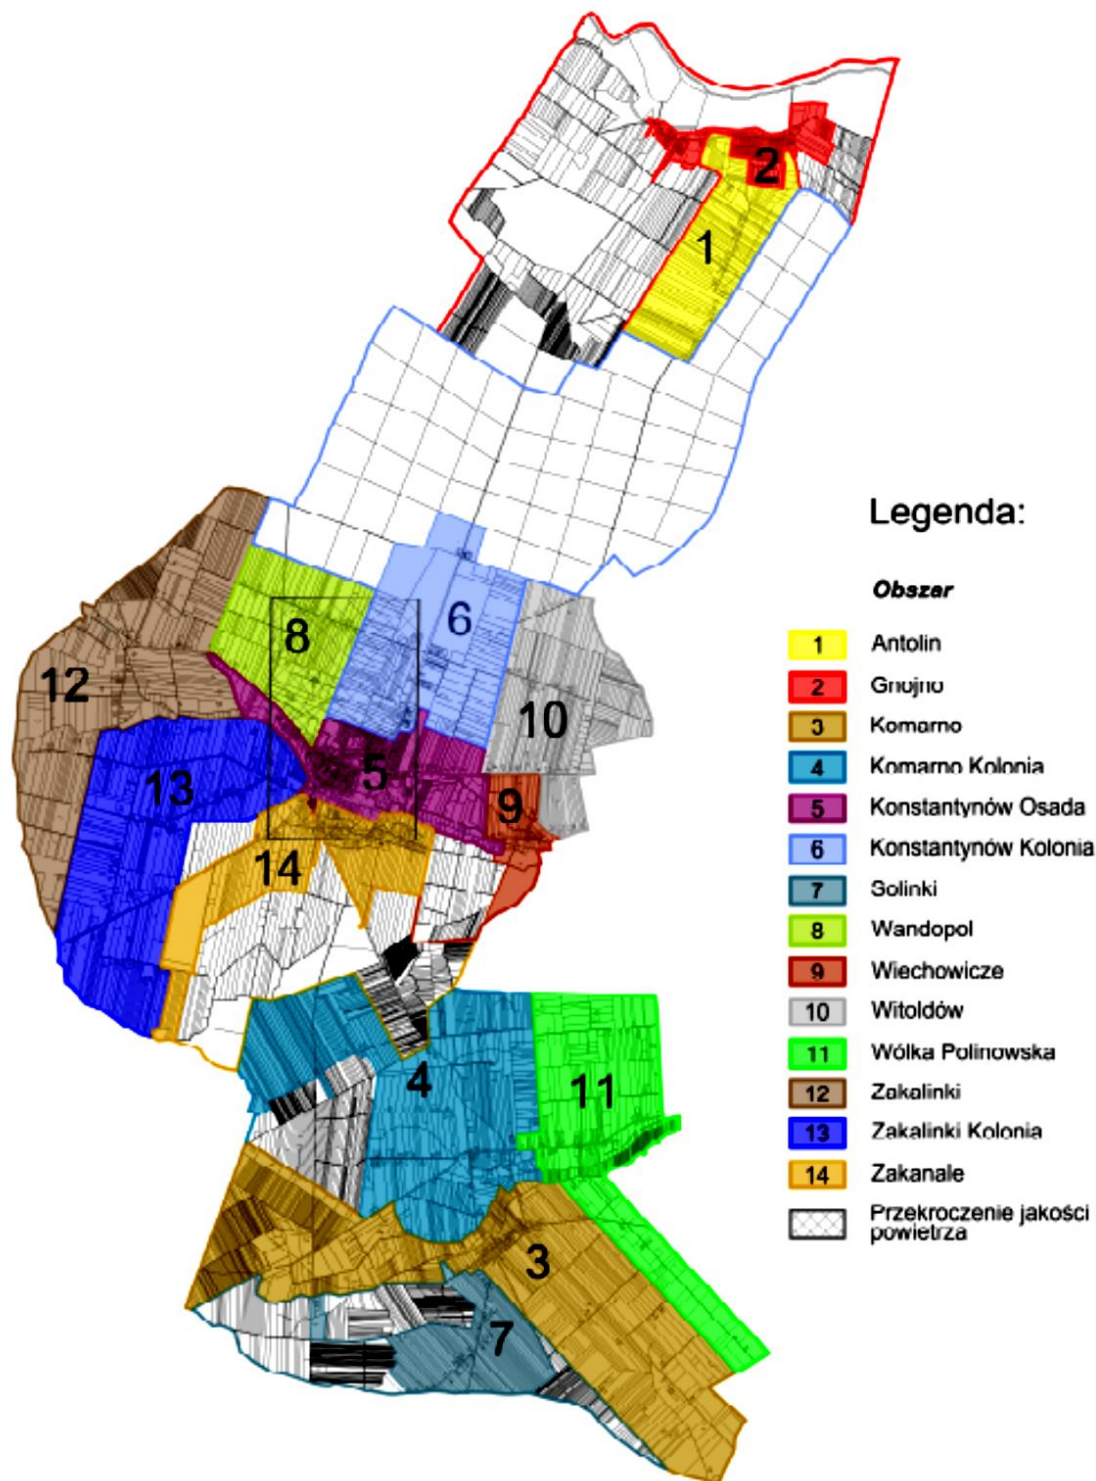 2
1
Legenda:
Obszar
6
8
12
10
13
5
9
14
4
11
3
7
1 Antolin
2 Gnojno
3 Komarno
4 Komarno Kolonia
5 Konstantynów Osada
6 Konstantynów Kolonia
7 Solinki
8 Wandopol
9 Wiechowicze
10 Witoldów
11 Wólka Polinowska
12 Zakalinki
13 Zakalinki Kolonia
14 Zakanale
Przekroczenie jakości
powietrza